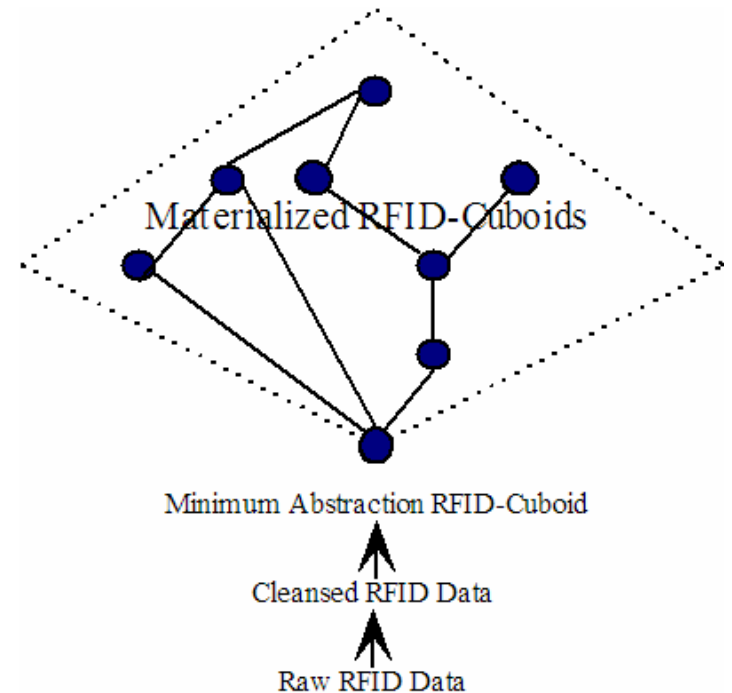 Materialized RFID-Cuboids
Minimum Abstraction RFID-Cuboid
Cleansed RFID Data
Raw RFID Data